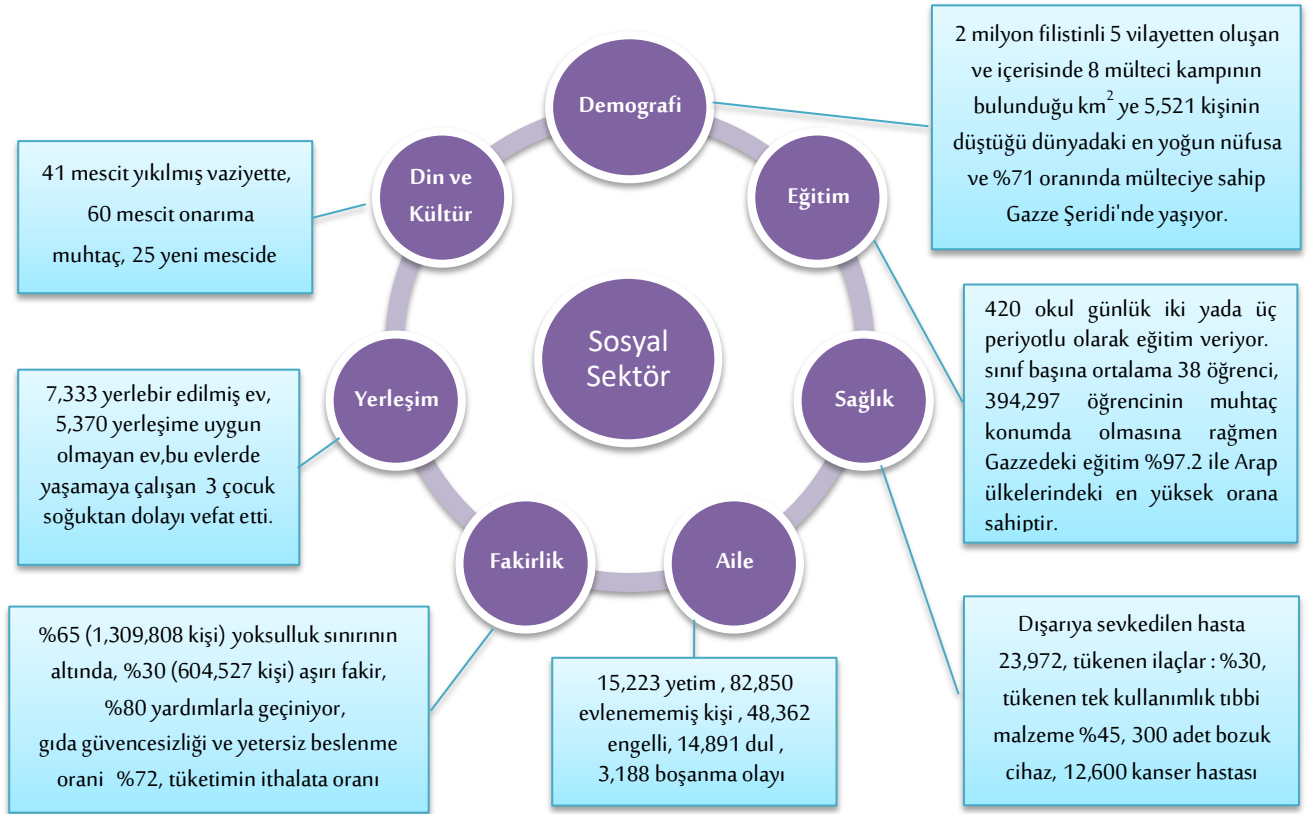 Demografi
2 milyon filistinli 5 vilayetten oluşan
ve içerisinde 8 mülteci kampının
bulunduğu km² ye 5,521 kişinin
düştüğü dünyadaki en yoğun nüfusa
ve %71 oranında mülteciye sahip
Gazze Şeridi'nde yaşıyor.
Eğitim
420 okul günlük iki yada üç
periyotlu olarak eğitim veriyor.
sınıf başına ortalama 38 öğrenci,
394,297 öğrencinin muhtaç
konumda olmasına rağmen
Gazzedeki eğitim %97.2 ile Arap
ülkelerindeki en yüksek orana
sahiptir.
Sağlık
Dışarıya sevkedilen hasta
23,972, tükenen ilaçlar : %30,
tükenen tek kullanımlık tıbbi
malzeme %45, 300 adet bozuk
cihaz, 12,600 kanser hastası
Aile
15,223 yetim , 82,850
evlenememiş kişi , 48,362
engelli, 14,891 dul ,
3,188 boşanma olayı
Fakirlik
%65 (1,309,808 kişi) yoksulluk sınırının
altında, %30 (604,527 kişi) aşırı fakir,
%80 yardımlarla geçiniyor,
gıda güvencesizliği ve yetersiz beslenme
orani %72, tüketimin ithalata oranı
Yerleşim
7,333 yerlebir edilmiş ev,
5,370 yerleşime uygun
olmayan ev,bu evlerde
yaşamaya çalışan 3 çocuk
soğuktan dolayı vefat etti.
Din ve
Kültür
41 mescit yıkılmış vaziyette,
60 mescit onarıma
muhtaç, 25 yeni mescide
Sosyal
Sektör